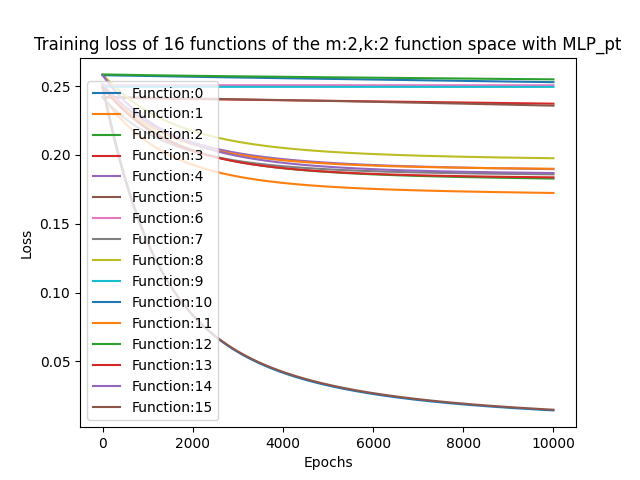 Training loss of 16 functions of the m:2,k:2 function space with MLP_pt
Loss
0.25
0.20
0.15
0.10
0.05
Function:0
Function:1
Function:2
Function:3
Function:4
Function:5
Function:6
Function:7
Function:8
Function:9
Function:10
Function:11
Function:12
Function:13
Function:14
Function:15
0 2000 4000 6000 8000 10000
Epochs